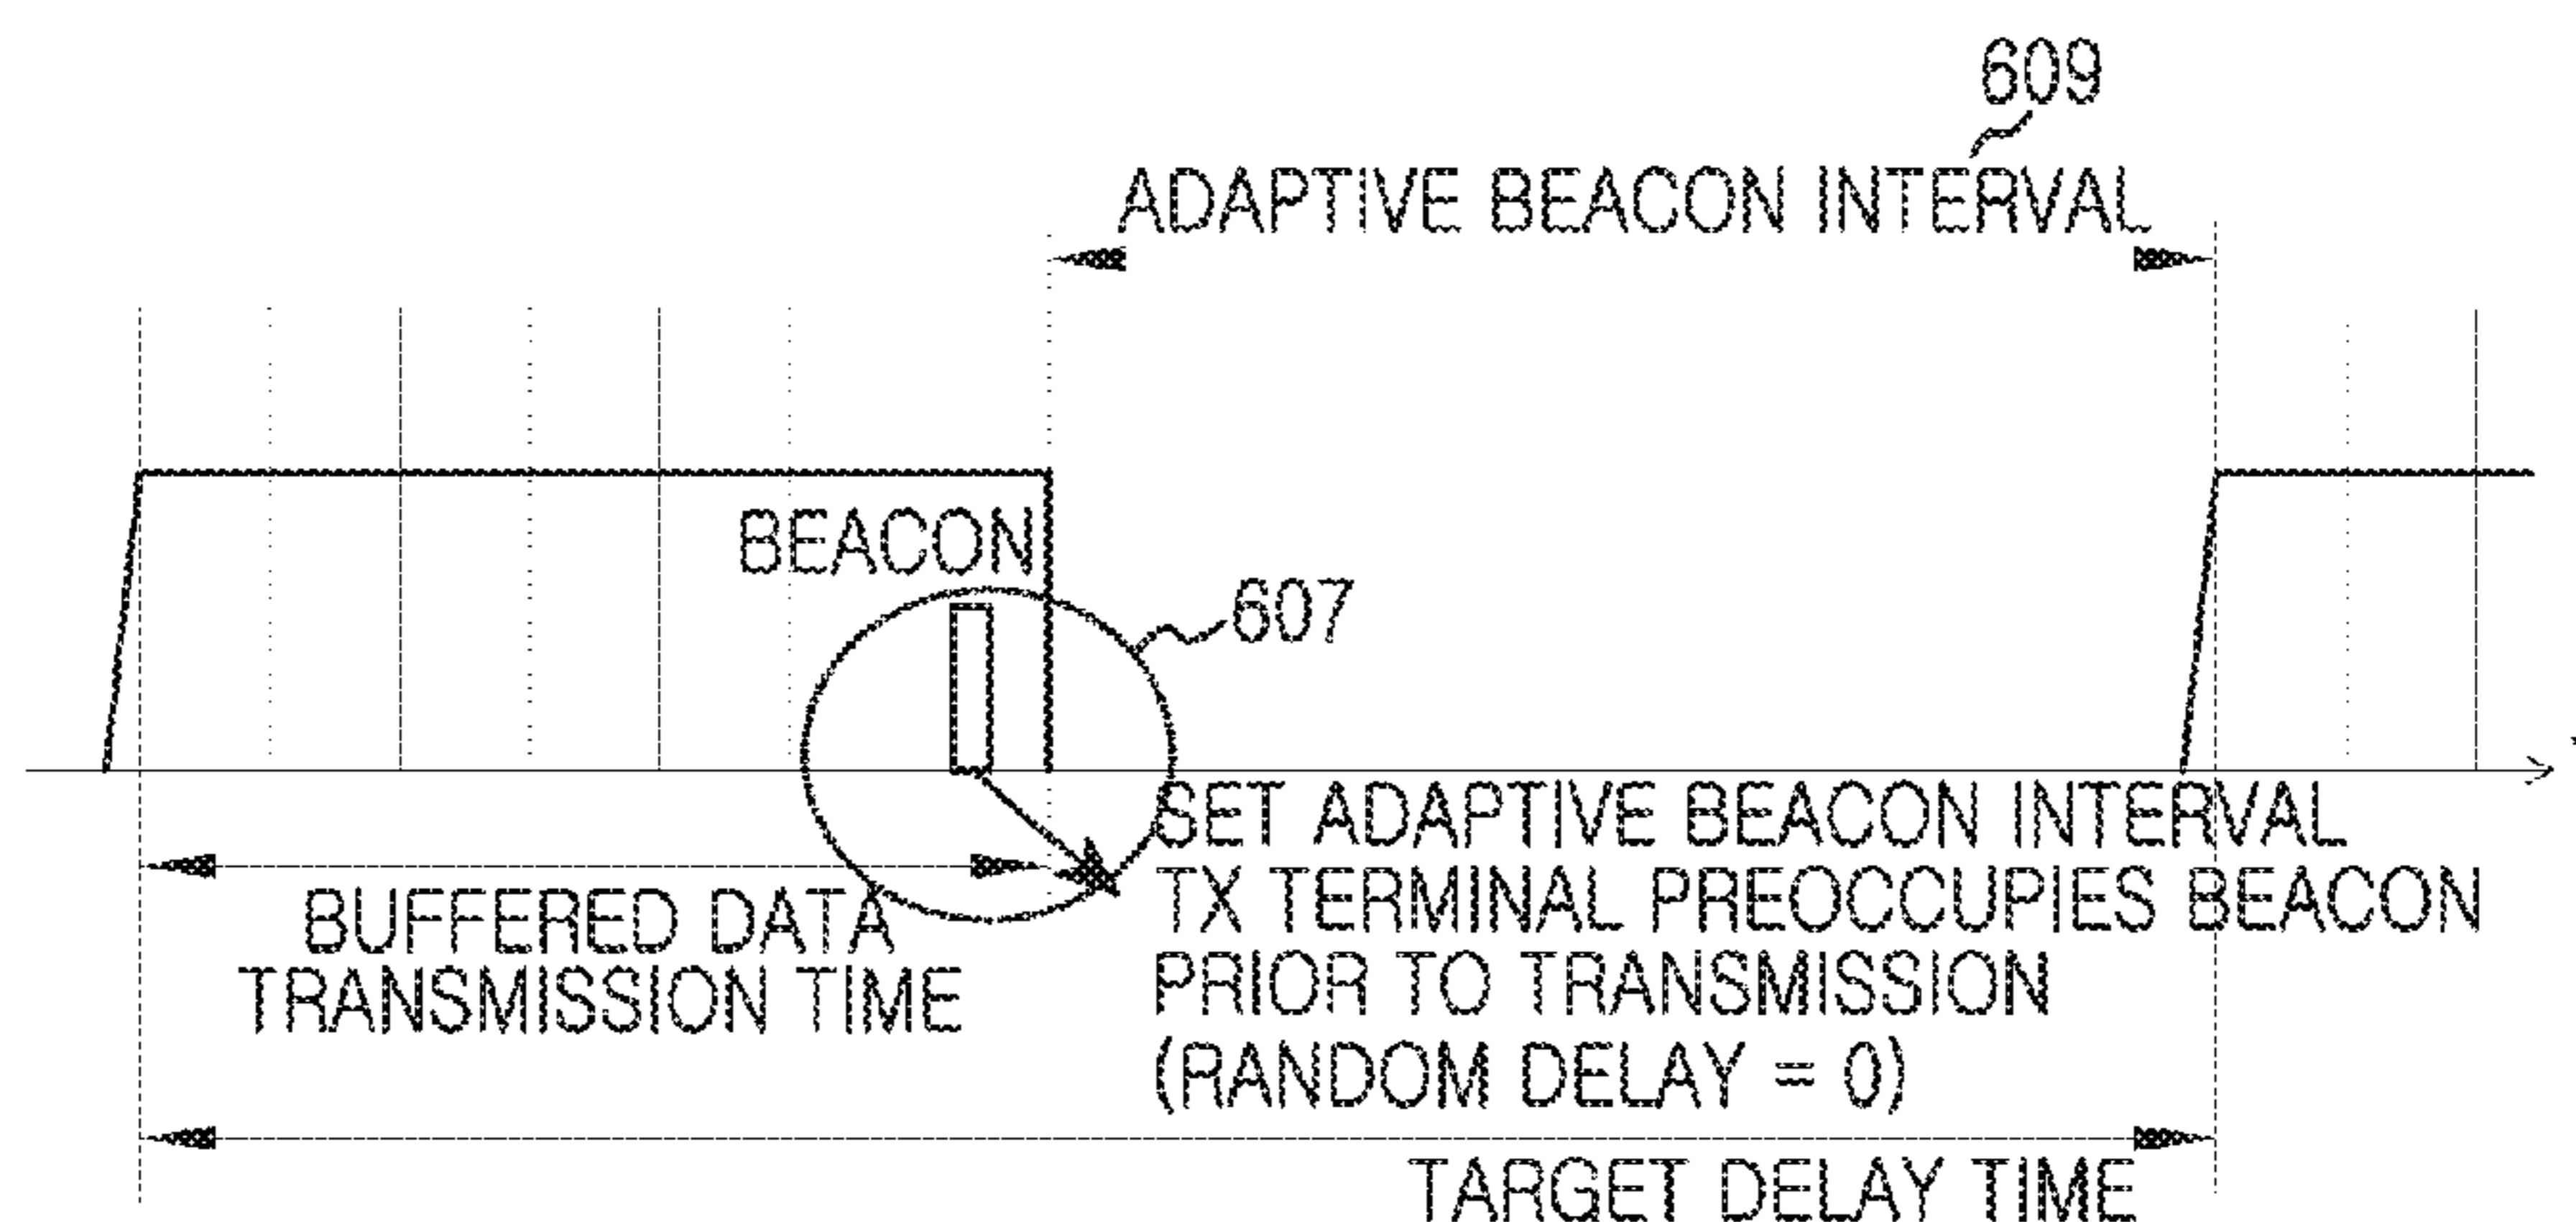 609
ADAPTIVE BEACON INTERVAL
BEACON
607
SET ADAPTIVE BEACON INTERVAL
TX TERMINAL PREOCCUPIES BEACON
PRIOR TO TRANSMISSION
(RANDOM DELAY = 0)
BUFFERED DATA
TRANSMISSION TIME
TARGET DELAY TIME